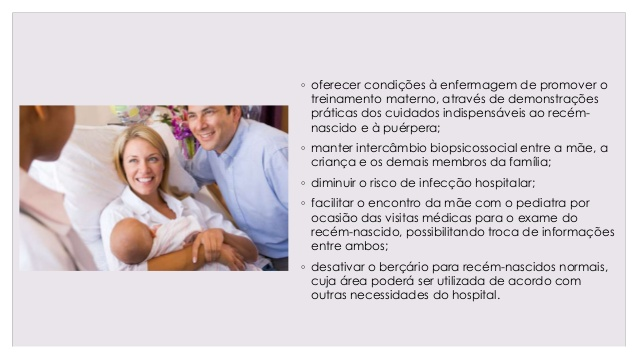 ◦ oferecer condições à enfermagem de promover o
treinamento materno, através de demonstrações
práticas dos cuidados indispensáveis ao recém-
nascido e à puérpera;
◦ manter intercâmbio biopsicossocial entre a mãe, a
criança e os demais membros da família;
◦ diminuir o risco de infecção hospitalar;
◦ facilitar o encontro da mãe com o pediatra por
ocasião das visitas médicas para o exame do
recém-nascido, possibilitando troca de informações
entre ambos;
◦ desativar o berçário para recém-nascidos normais,
cuja área poderá ser utilizada de acordo com
outras necessidades do hospital.